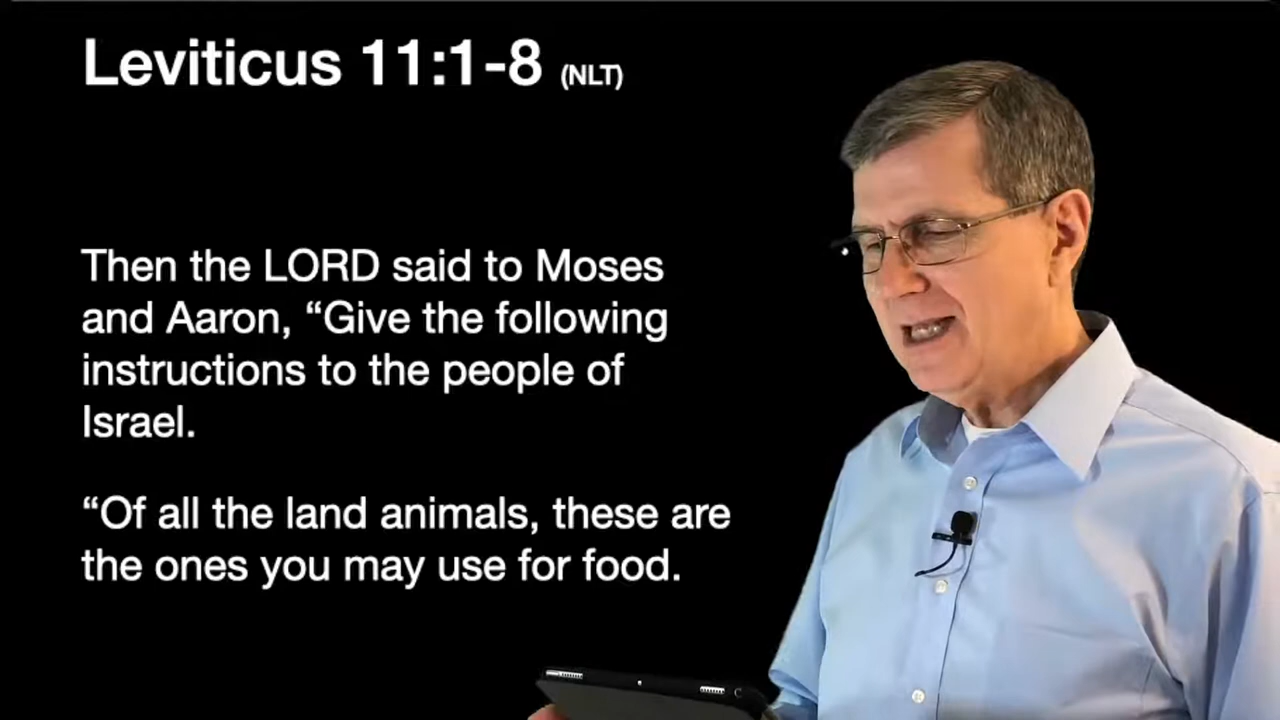 Leviticus 11:1-8 (NLT)
Then the LORD said to Moses
and Aaron, “Give the following
instructions to the people of
Israel.
“Of all the land animals, these are
the ones you may use for food.